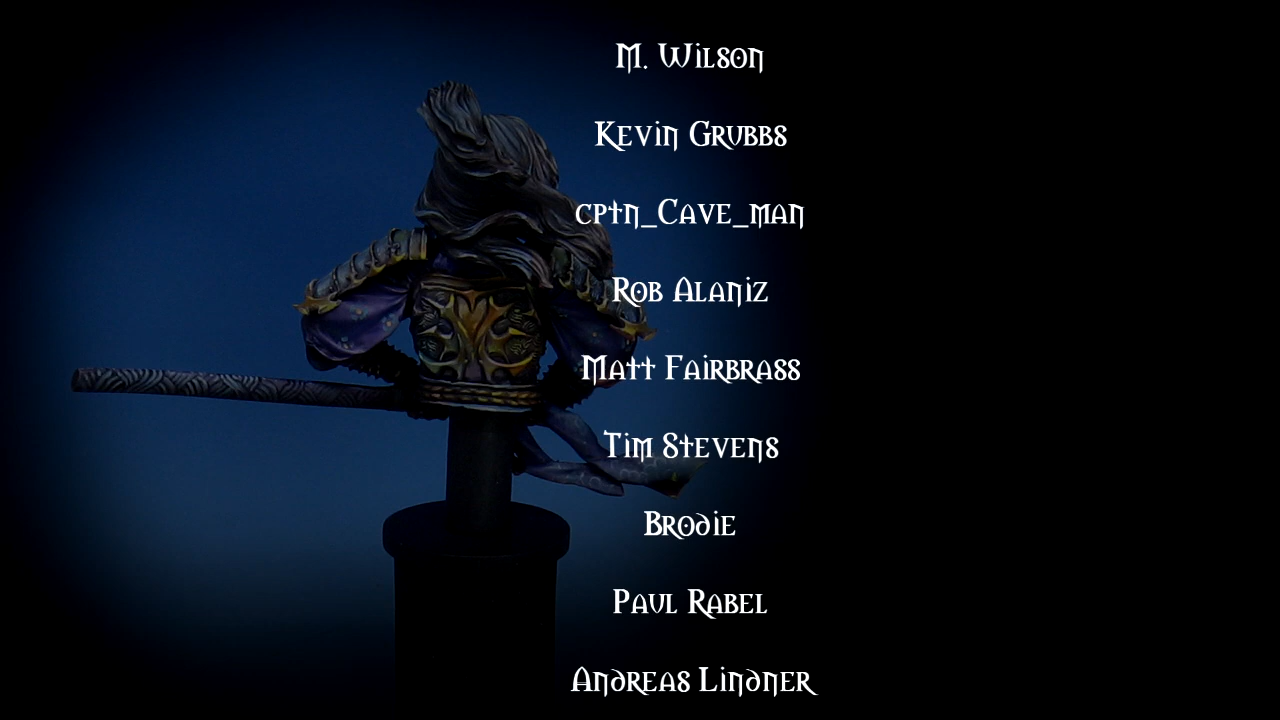 M. Wilson
Kevin Grubbs
cptn_Cave_man
Rob Alaniz
Matt Fairbrass
Tim Stevens
Brodie
Paul Rabel
Andreas Lindner